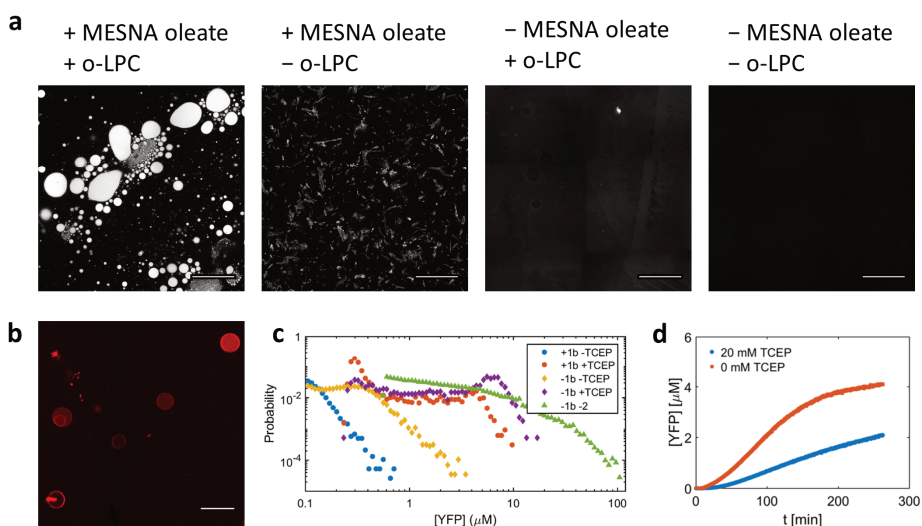 a
+ MESNA oleate
+ o-LPC
+ MESNA oleate
− o-LPC
− MESNA oleate
+ o-LPC
− MESNA oleate
− o-LPC
b
c
1
10⁻²
10⁻⁴
Probability
0.1
1
10
100
[YFP] (μM)
+1b -TCEP
+1b +TCEP
-1b -TCEP
-1b +TCEP
-1b -2
d
6
4
2
0
[YFP] [μM]
0
100
200
300
t [min]
20 mM TCEP
0 mM TCEP